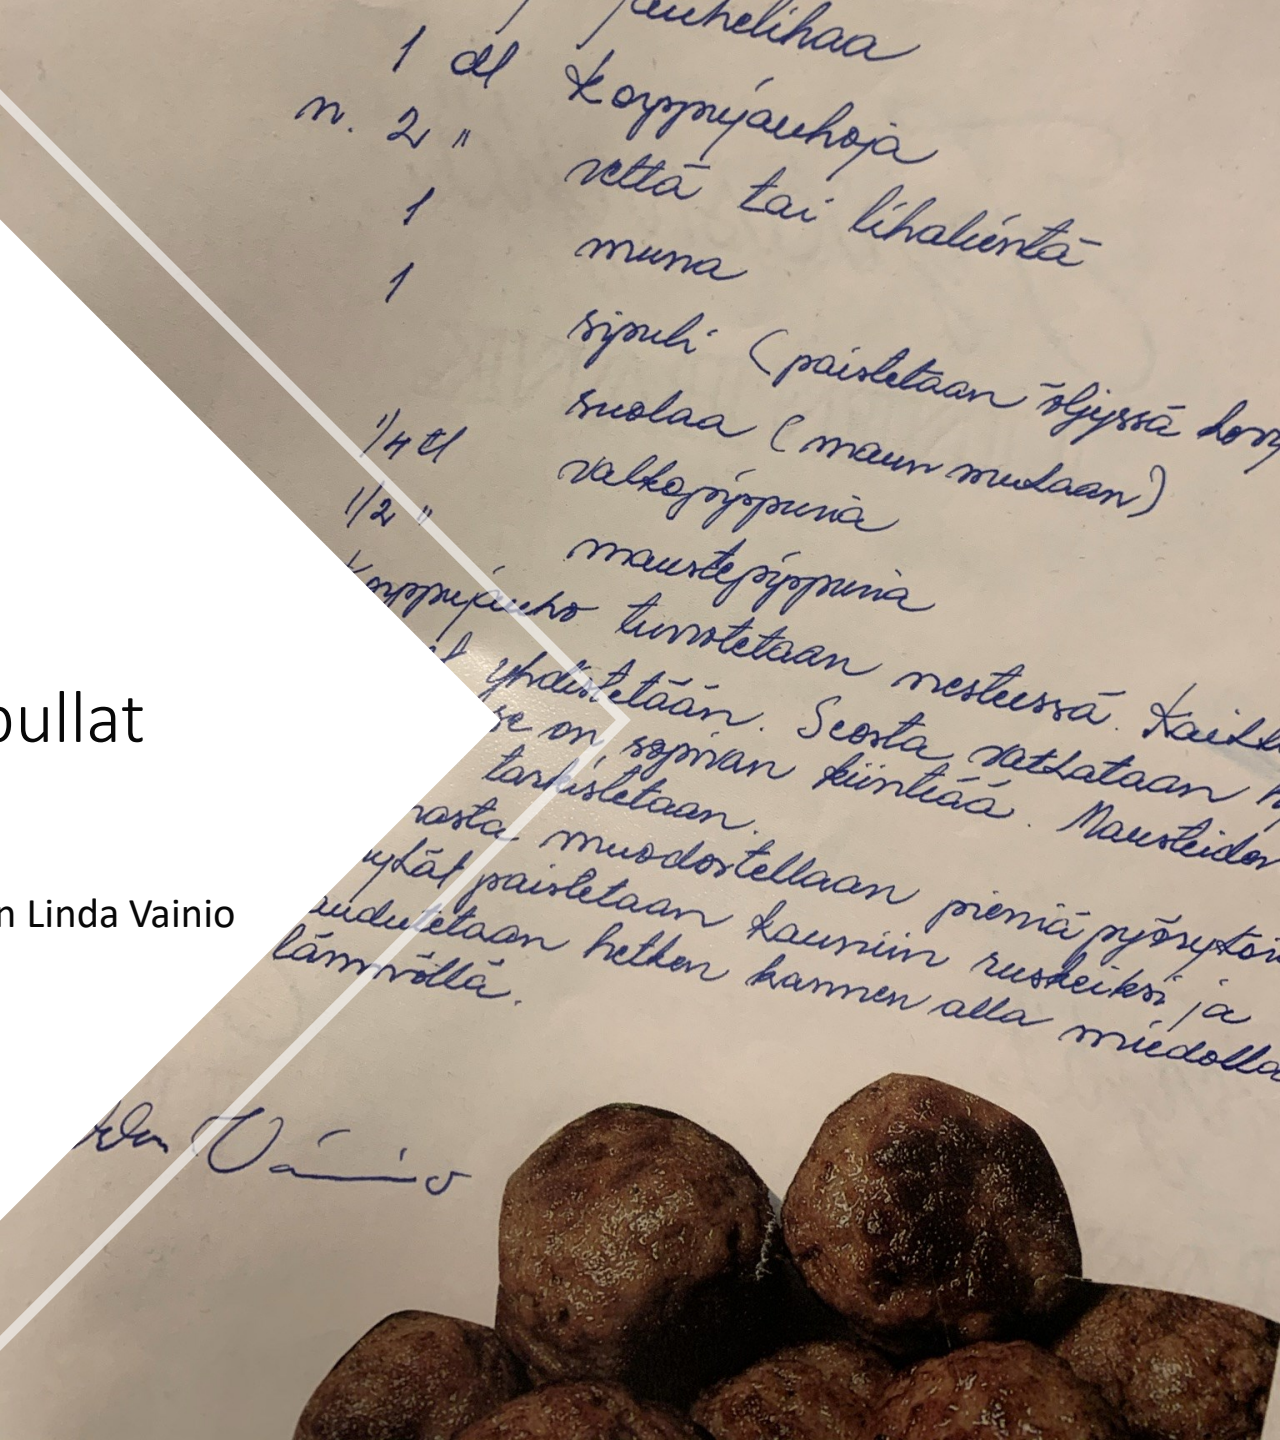 jauhelihaa
1 dl korppujauhoja
n. 2 " vettä tai lihalientä
1 muna
1 sipuli (paistetaan öljyssä
suolaa (maun mukaan)
1/4 tl valkopippuria
1/2 " maustepippuria
Korppujauho turvotetaan nesteessä.
yhdistetään. Seosta vatkataan
se on sopivan kiinteää. Mausteiden
tarkistetaan.
muodostellaan pieniä pyöryköi
paistetaan kauniin ruskeiksi ja
haudutetaan hetken kannen alla miedolla
lämmöllä.
Vainio
pullat
n Linda Vainio